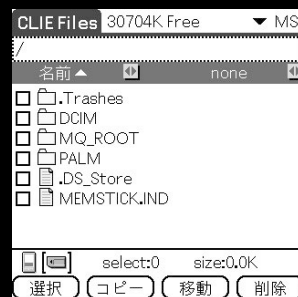 CLIE Files 30704K Free ▼ MS
/
名前▲ none
.Trashes
DCIM
MQ_ROOT
PALM
.DS_Store
MEMSTICK.IND
select:0 size:0.0K
選択 コピー 移動 削除